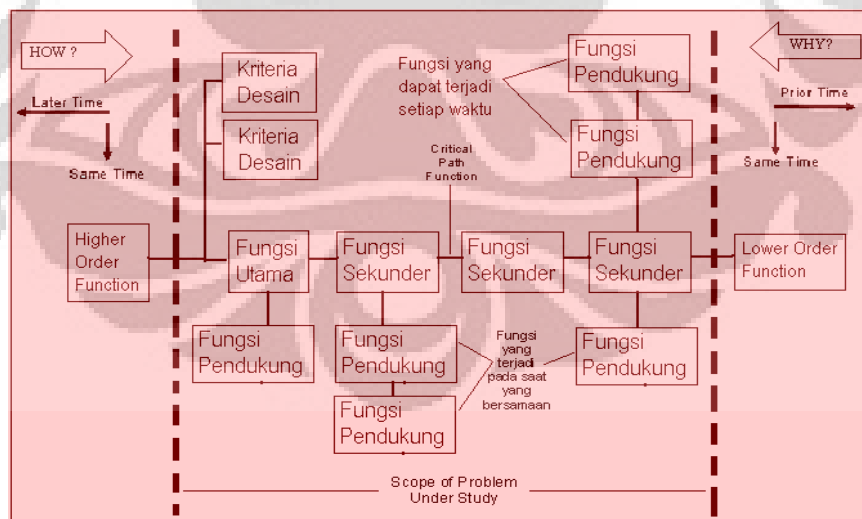 HOW ?
Later Time
Same Time
Kriteria
Desain
Kriteria
Desain
Fungsi yang
dapat terjadi
setiap waktu
Fungsi
Pendukung
Fungsi
Pendukung
WHY?
Prior Time
Same Time
Critical
Path
Function
Higher
Order
Function
Fungsi
Utama
Fungsi
Sekunder
Fungsi
Sekunder
Fungsi
Sekunder
Lower Order
Function
Fungsi
Pendukung
Fungsi
Pendukung
Fungsi
Pendukung
Fungsi
yang
terjadi
pada saat
yang
bersamaan
Fungsi
Pendukung
Scope of Problem
Under Study